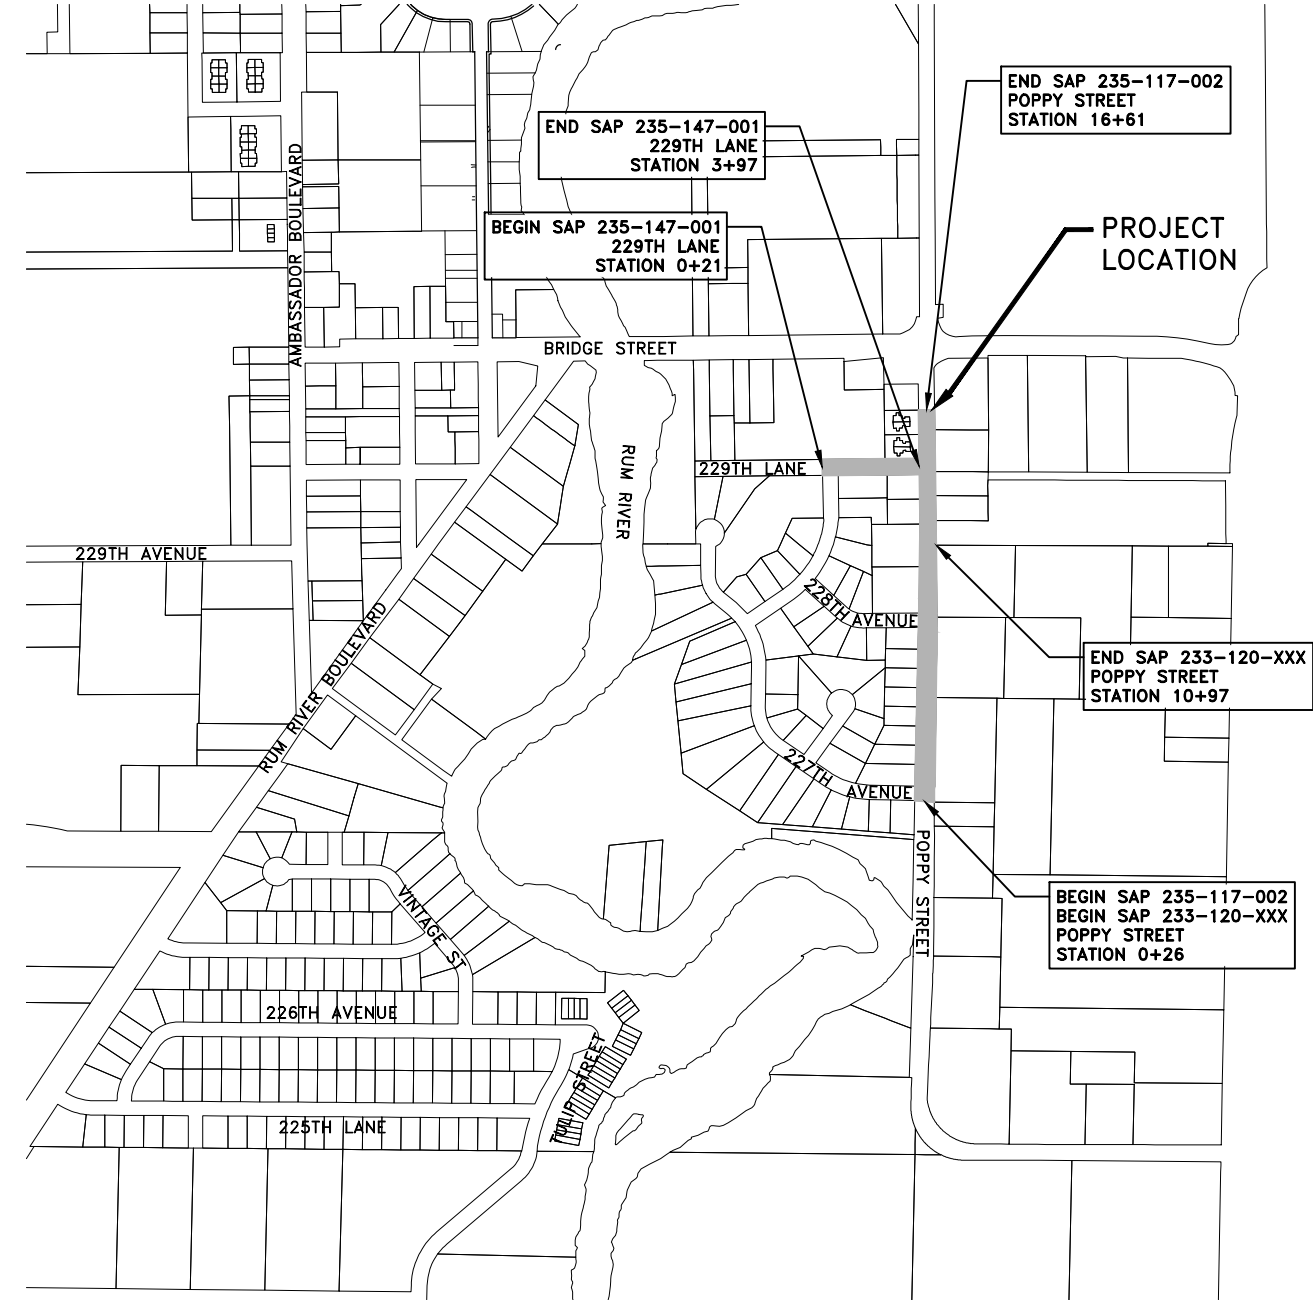 END SAP 235-117-002
POPPY STREET
STATION 16+61
END SAP 235-147-001
229TH LANE
STATION 3+97
BEGIN SAP 235-147-001
229TH LANE
STATION 0+21
PROJECT
LOCATION
AMBASSADOR BOULEVARD
BRIDGE STREET
RUM RIVER
229TH LANE
229TH AVENUE
228TH AVENUE
RUM RIVER BOULEVARD
END SAP 233-120-XXX
POPPY STREET
STATION 10+97
227TH AVENUE
POPPY STREET
BEGIN SAP 235-117-002
BEGIN SAP 233-120-XXX
POPPY STREET
STATION 0+26
VINTAGE ST
226TH AVENUE
TULIP STREET
225TH LANE